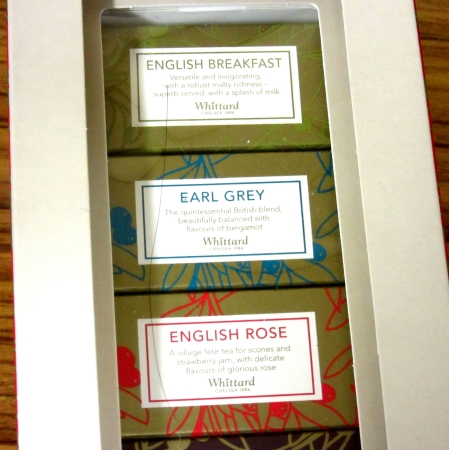 ENGLISH BREAKFAST
Versatile and invigorating,
with a robust malty richness –
superb served with a splash of milk
Whittard
CHELSEA 1886
EARL GREY
The quintessential British blend,
beautifully balanced with
flavours of bergamot
Whittard
CHELSEA 1886
ENGLISH ROSE
A village fête tea for scones and
strawberry jam, with delicate
flavours of glorious rose
Whittard
CHELSEA 1886